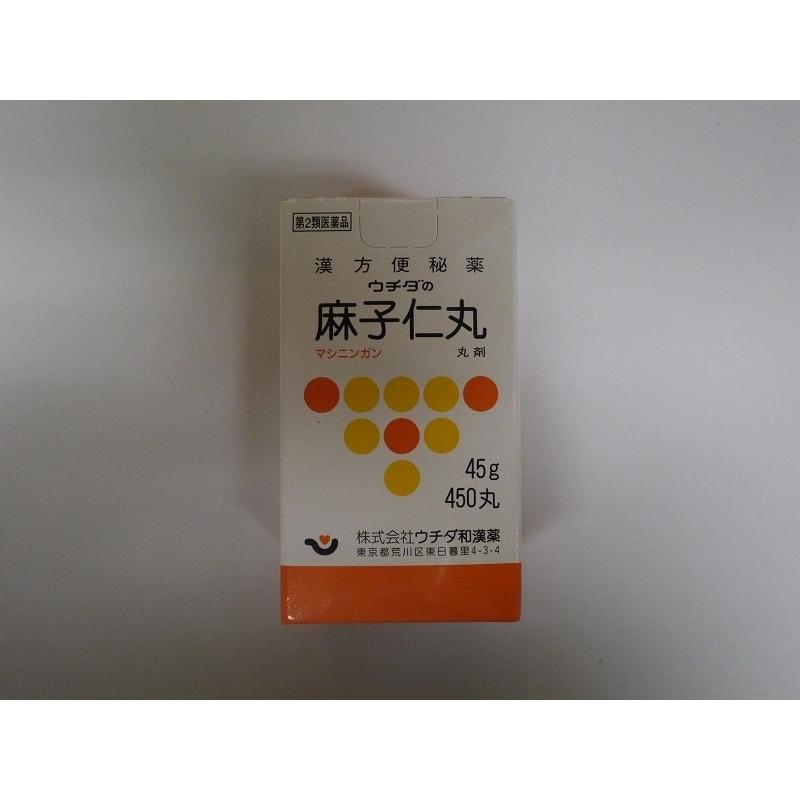 第2類医薬品
漢方便秘薬
ウチダの
麻子仁丸
マシニンガン 丸剤
45g
450丸
株式会社ウチダ和漢薬
東京都荒川区東日暮里4-3-4